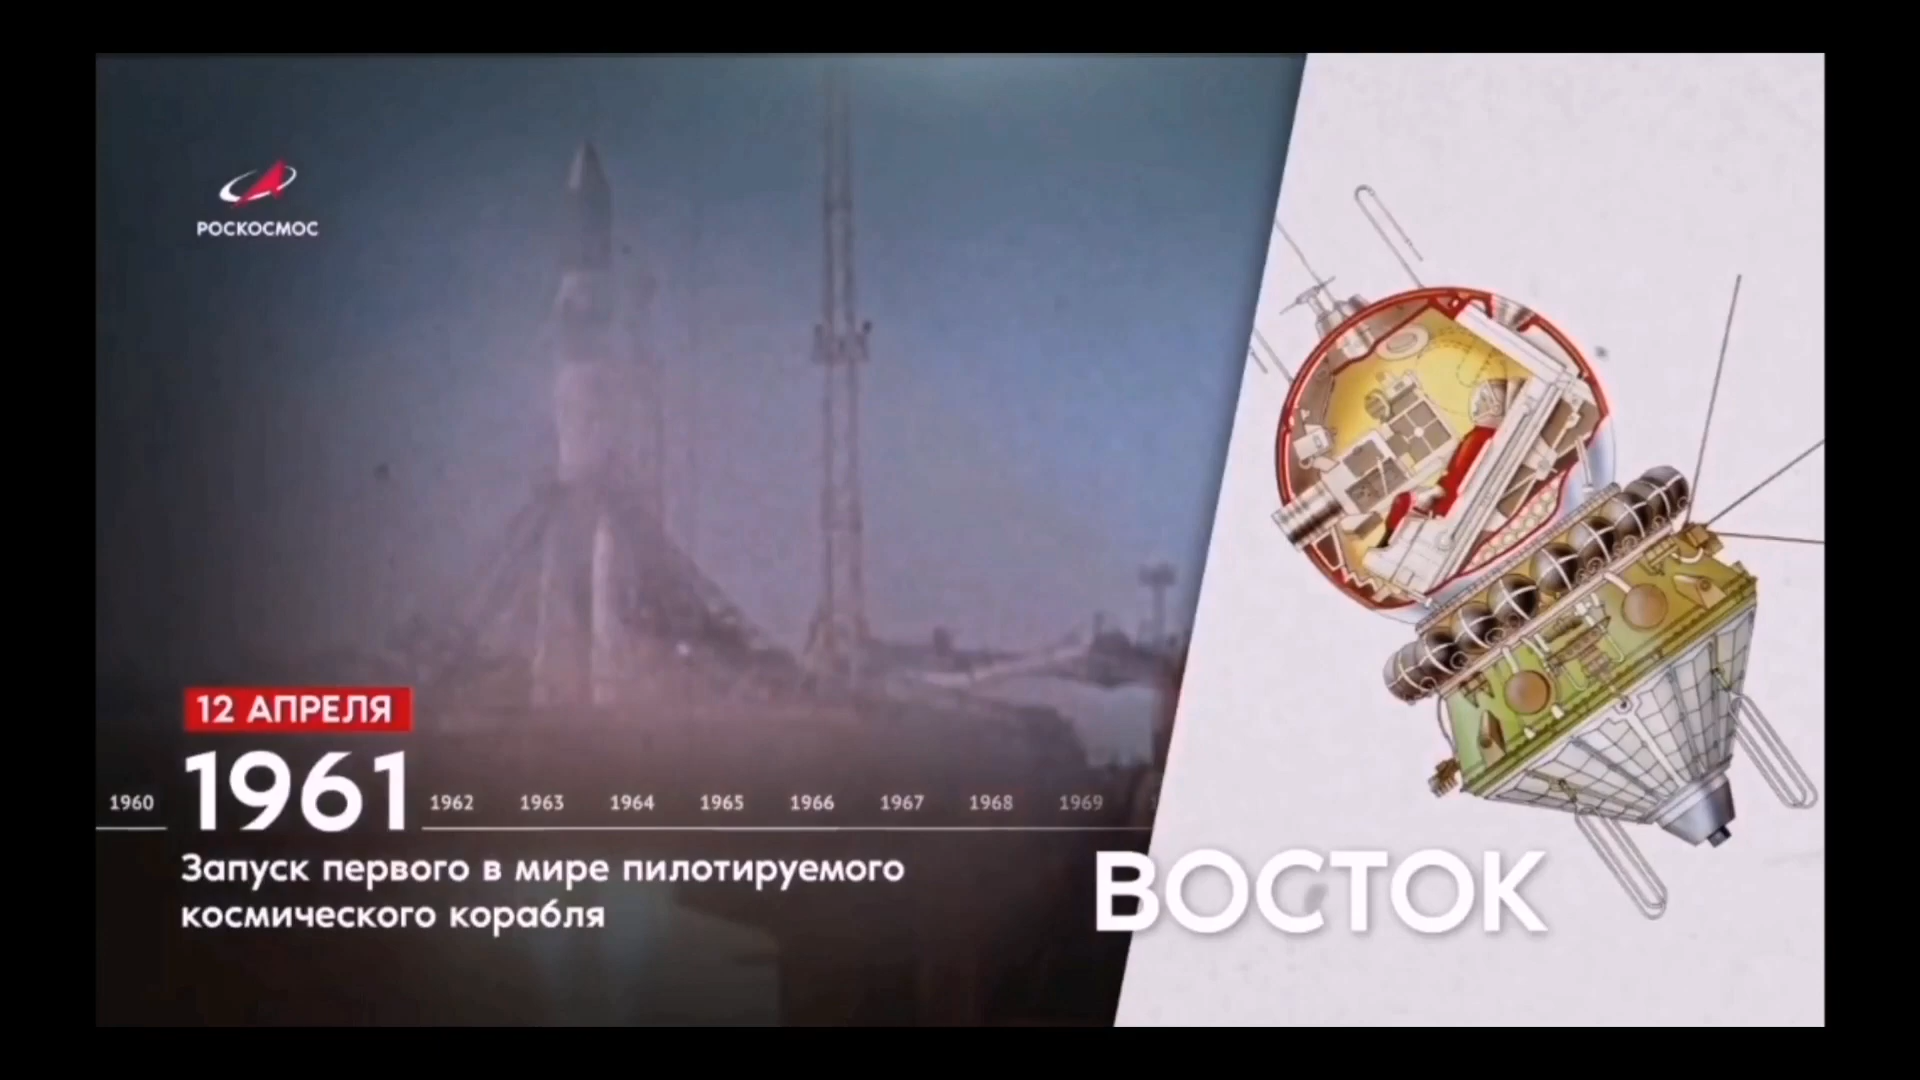 РОСКОСМОС
12 АПРЕЛЯ
1960 1961 1962 1963 1964 1965 1966 1967 1968 1969
Запуск первого в мире пилотируемого
космического корабля
ВОСТОК